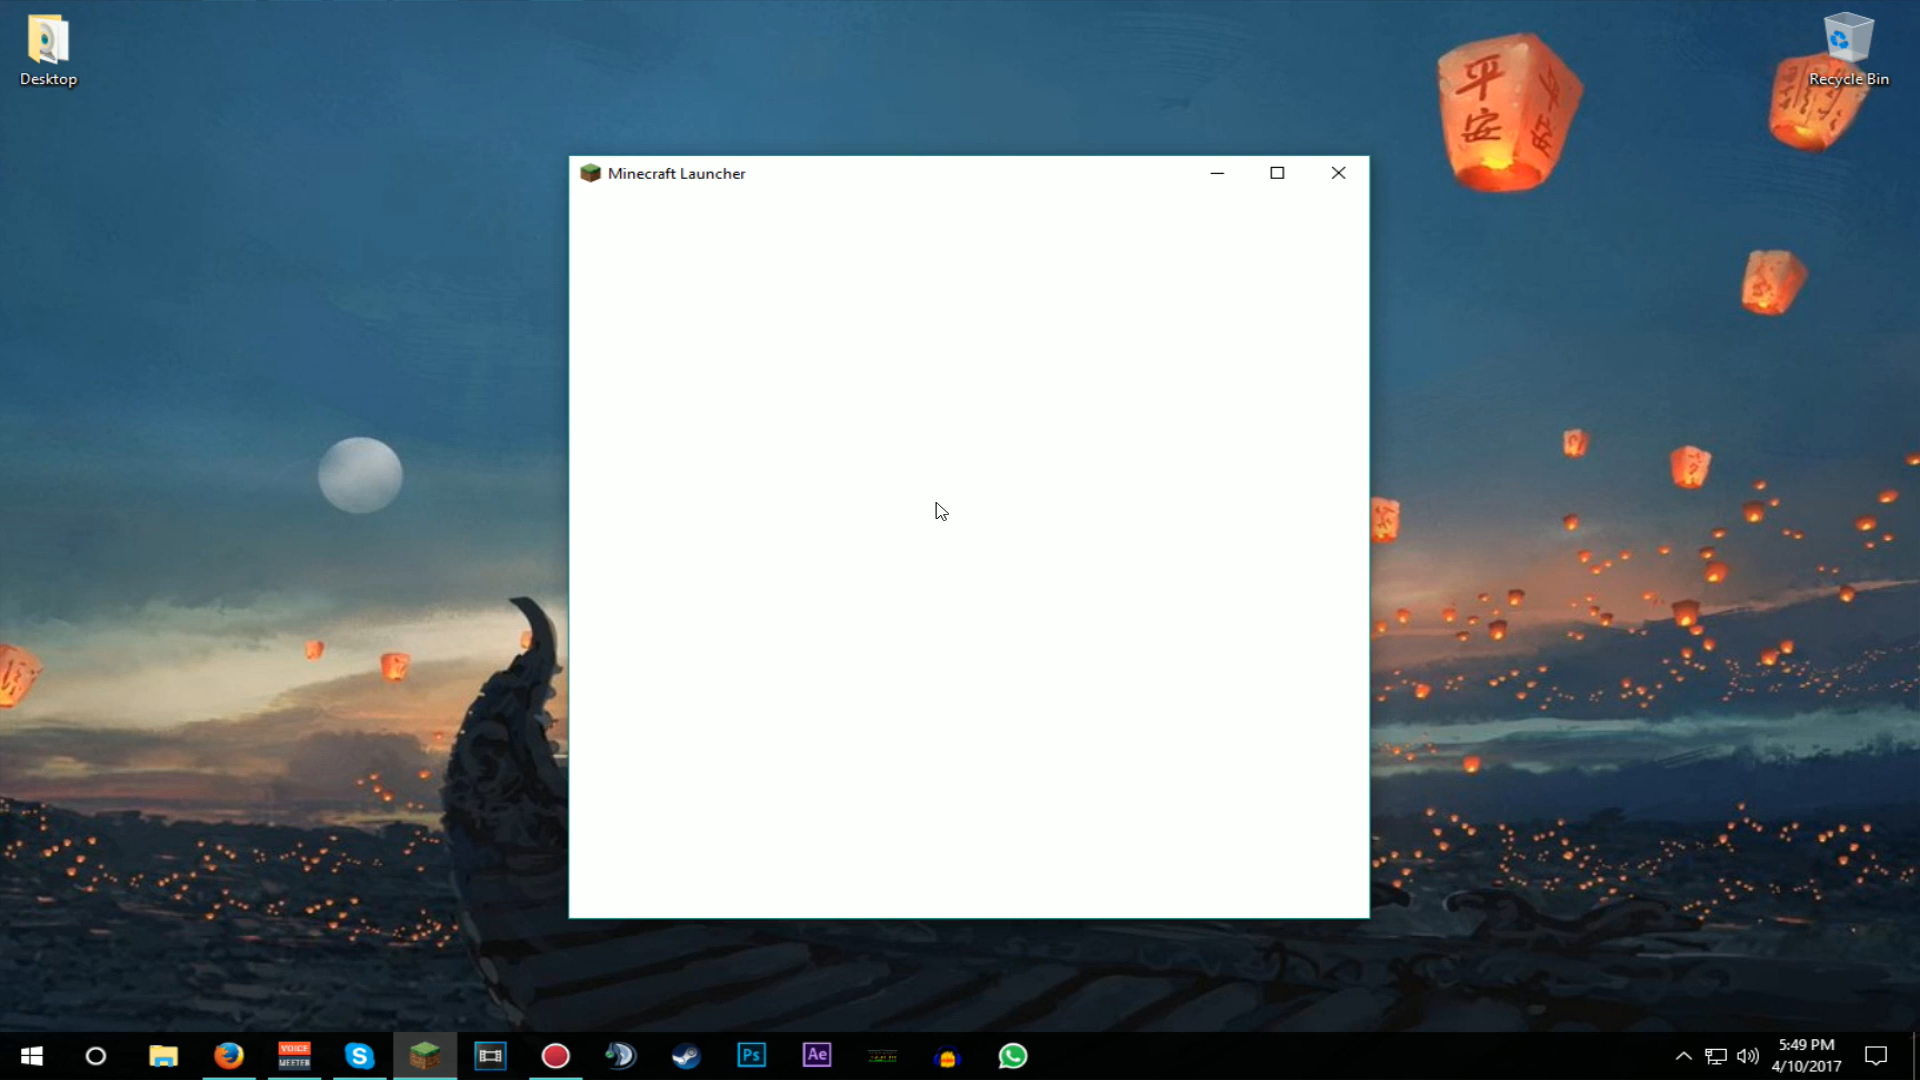 Desktop
Recycle Bin
平安
Minecraft Launcher
VOICE
MEETER
Ps
Ae
5:49 PM
4/10/2017